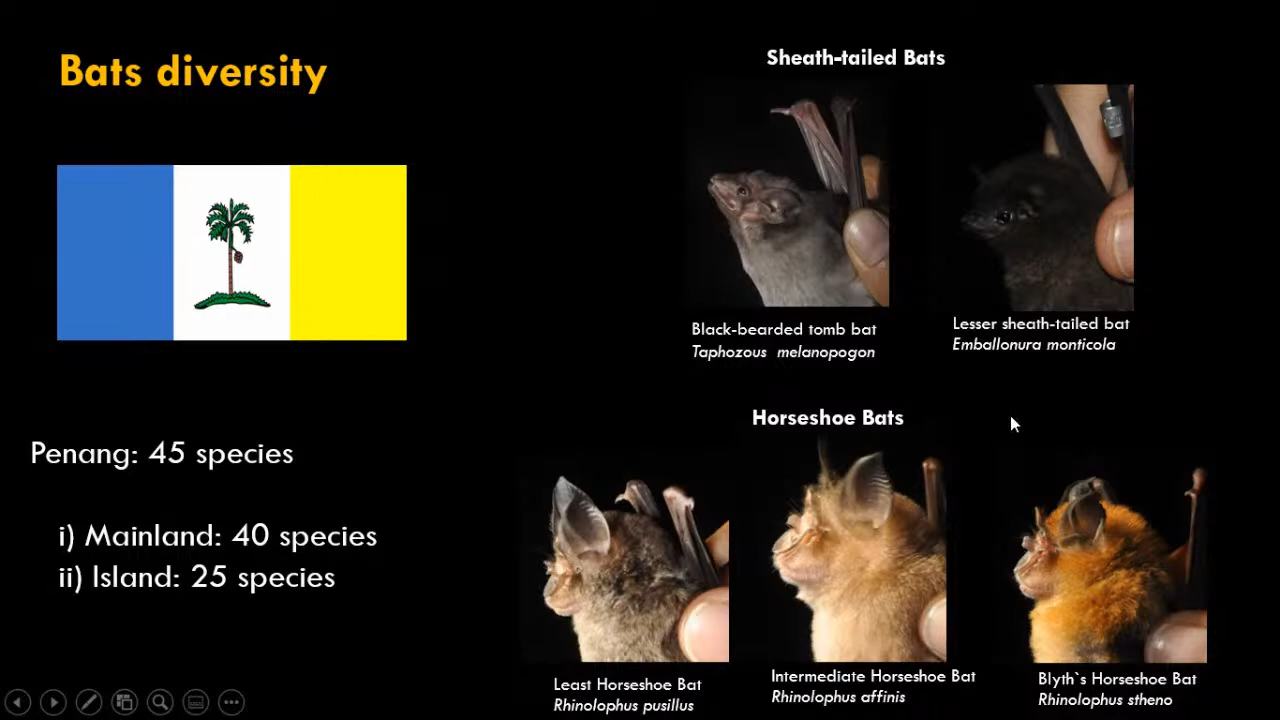 Bats diversity
Penang: 45 species
i) Mainland: 40 species
ii) Island: 25 species
Sheath-tailed Bats
Black-bearded tomb bat
Taphozous melanopogon
Lesser sheath-tailed bat
Emballonura monticola
Horseshoe Bats
Least Horseshoe Bat
Rhinolophus pusillus
Intermediate Horseshoe Bat
Rhinolophus affinis
Blyth`s Horseshoe Bat
Rhinolophus stheno